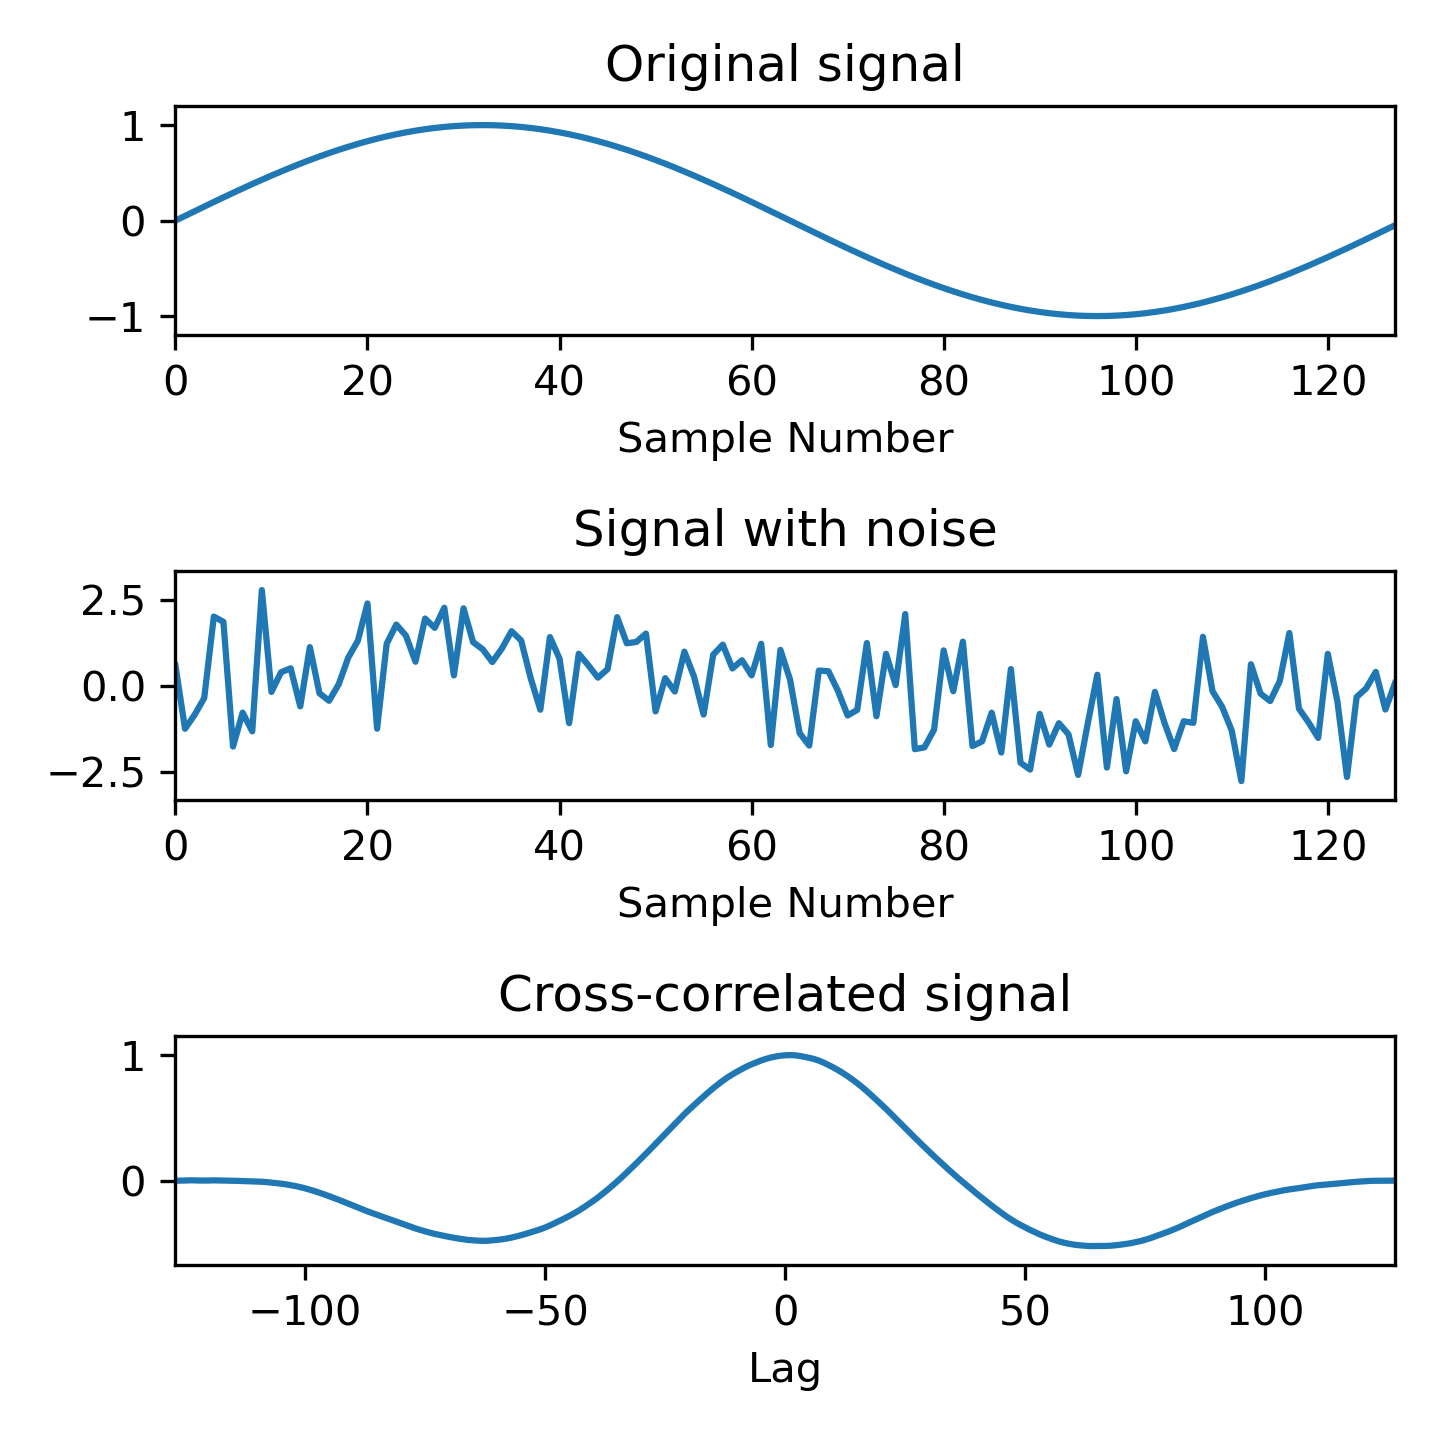 Original signal
1
0
−1
0 20 40 60 80 100 120
Sample Number
Signal with noise
2.5
0.0
−2.5
0 20 40 60 80 100 120
Sample Number
Cross-correlated signal
1
0
−100 −50 0 50 100
Lag